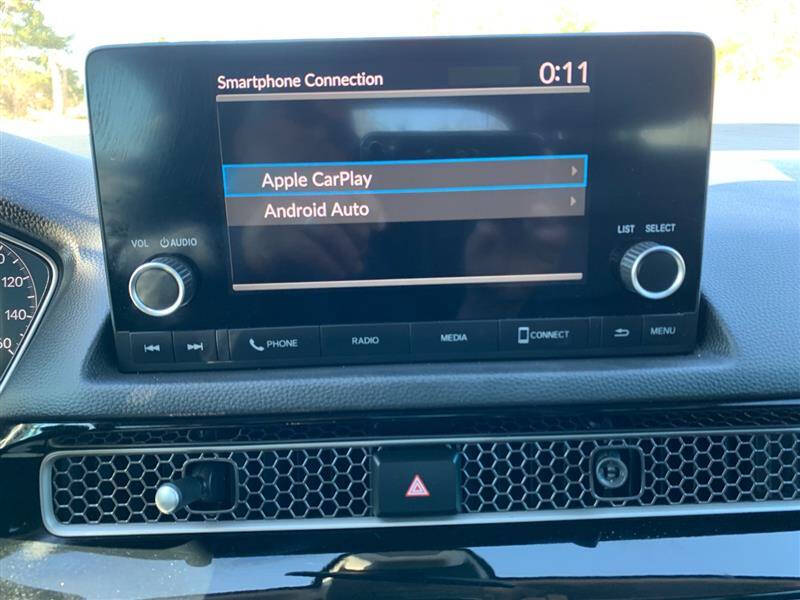 Smartphone Connection 0:11
Apple CarPlay
Android Auto
VOL AUDIO
LIST SELECT
PHONE RADIO MEDIA CONNECT MENU
120
140